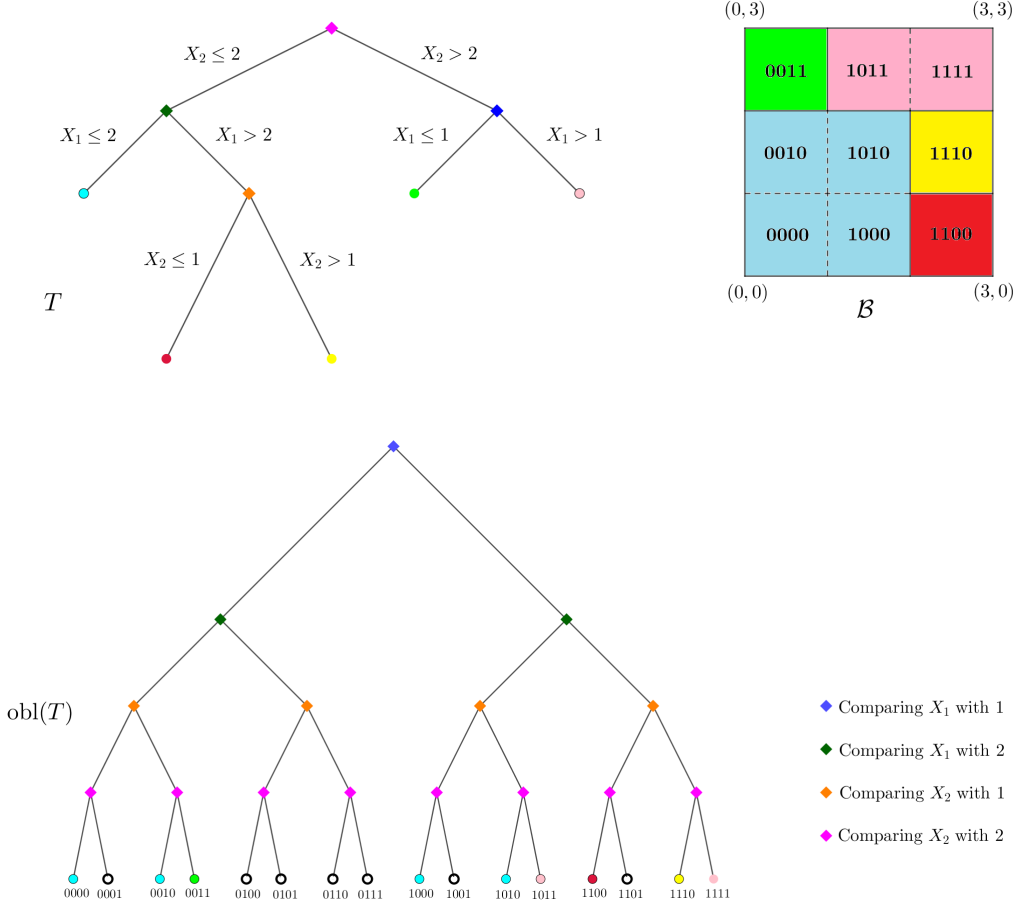 (0, 3) (3, 3)
X₂ ≤ 2 X₂ > 2
0011 1011 1111
X₁ ≤ 2 X₁ > 2 X₁ ≤ 1 X₁ > 1
0010 1010 1110
0000 1000 1100
X₂ ≤ 1 X₂ > 1
(0, 0) (3, 0)
T
ℬ
obl(T)
Comparing X₁ with 1
Comparing X₁ with 2
Comparing X₂ with 1
Comparing X₂ with 2
0000 0001 0010 0011 0100 0101 0110 0111 1000 1001 1010 1011 1100 1101 1110 1111